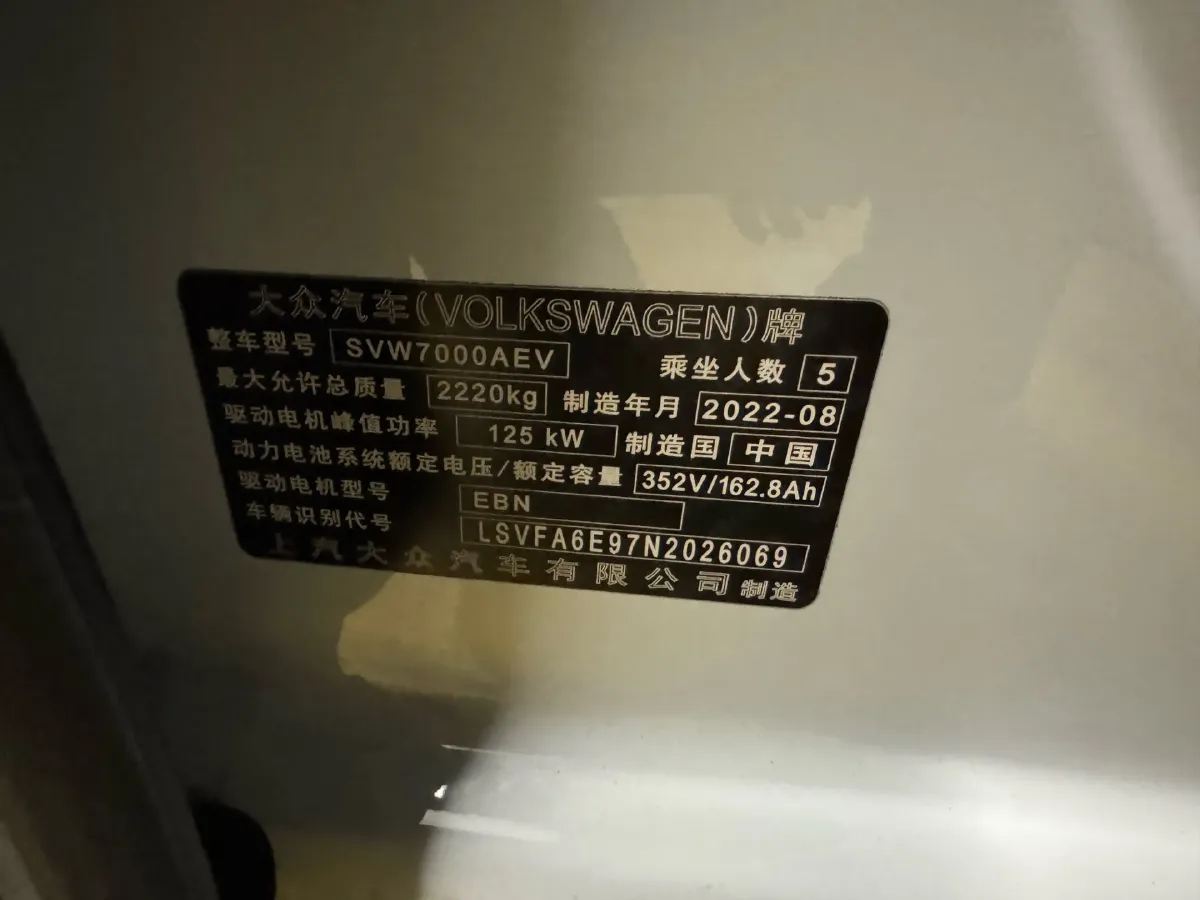 大众汽车(VOLKSWAGEN)牌
整车型号 SVW7000AEV 乘坐人数 5
最大允许总质量 2220kg 制造年月 2022-08
驱动电机峰值功率 125 kW 制造国 中国
动力电池系统额定电压/额定容量 352V/162.8Ah
驱动电机型号 EBN
车辆识别代号 LSVFA6E97N2026069
上汽大众汽车有限公司 制造